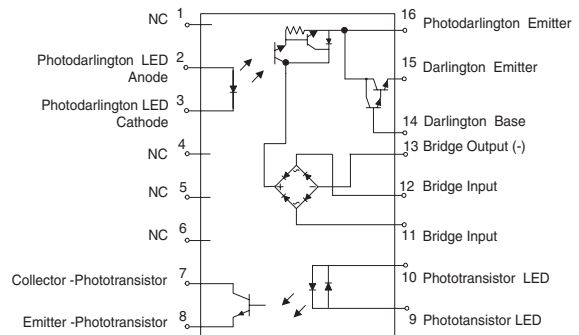 NC 1
Photodarlington LED
Anode 2
Photodarlington LED
Cathode 3
NC 4
NC 5
NC 6
Collector -Phototransistor 7
Emitter -Phototransistor 8
16 Photodarlington Emitter
15 Darlington Emitter
14 Darlington Base
13 Bridge Output (-)
12 Bridge Input
11 Bridge Input
10 Phototransistor LED
9 Phototansistor LED
+ ~ - ~